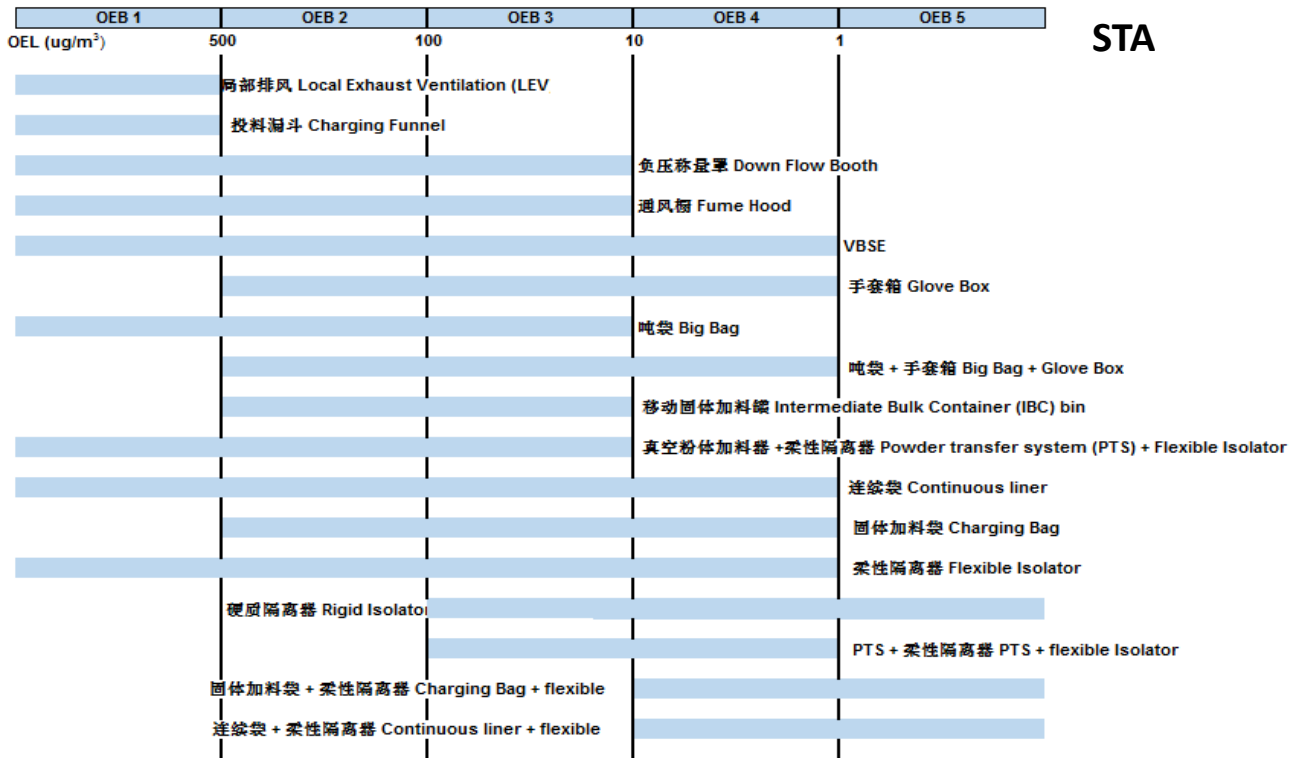 OEB 1 OEB 2 OEB 3 OEB 4 OEB 5
STA
OEL (ug/m³) 500 100 10 1
局部排风 Local Exhaust Ventilation (LEV
投料漏斗 Charging Funnel
负压称量罩 Down Flow Booth
通风橱 Fume Hood
VBSE
手套箱 Glove Box
吨袋 Big Bag
吨袋 + 手套箱 Big Bag + Glove Box
移动固体加料罐 Intermediate Bulk Container (IBC) bin
真空粉体加料器 +柔性隔离器 Powder transfer system (PTS) + Flexible Isolator
连续袋 Continuous liner
固体加料袋 Charging Bag
柔性隔离器 Flexible Isolator
硬质隔离器 Rigid Isolator
PTS + 柔性隔离器 PTS + flexible Isolator
固体加料袋 + 柔性隔离器 Charging Bag + flexible
连续袋 + 柔性隔离器 Continuous liner + flexible